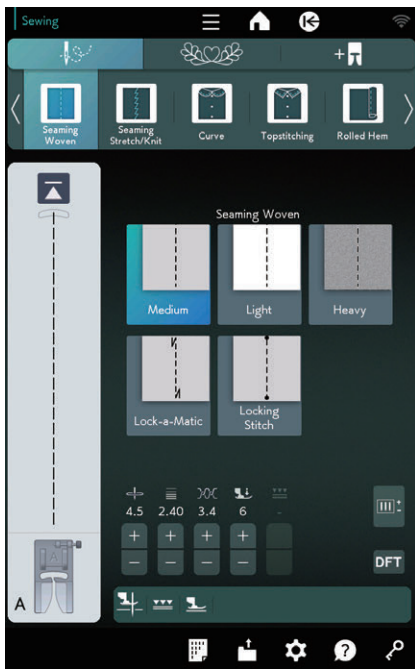 Sewing
Seaming
Woven
Seaming
Stretch/Knit
Curve
Topstitching
Rolled Hem
Seaming Woven
Medium
Light
Heavy
Lock-a-Matic
Locking
Stitch
4.5 2.40 3.4 6 -
+ + + +
− − − −
DFT
A